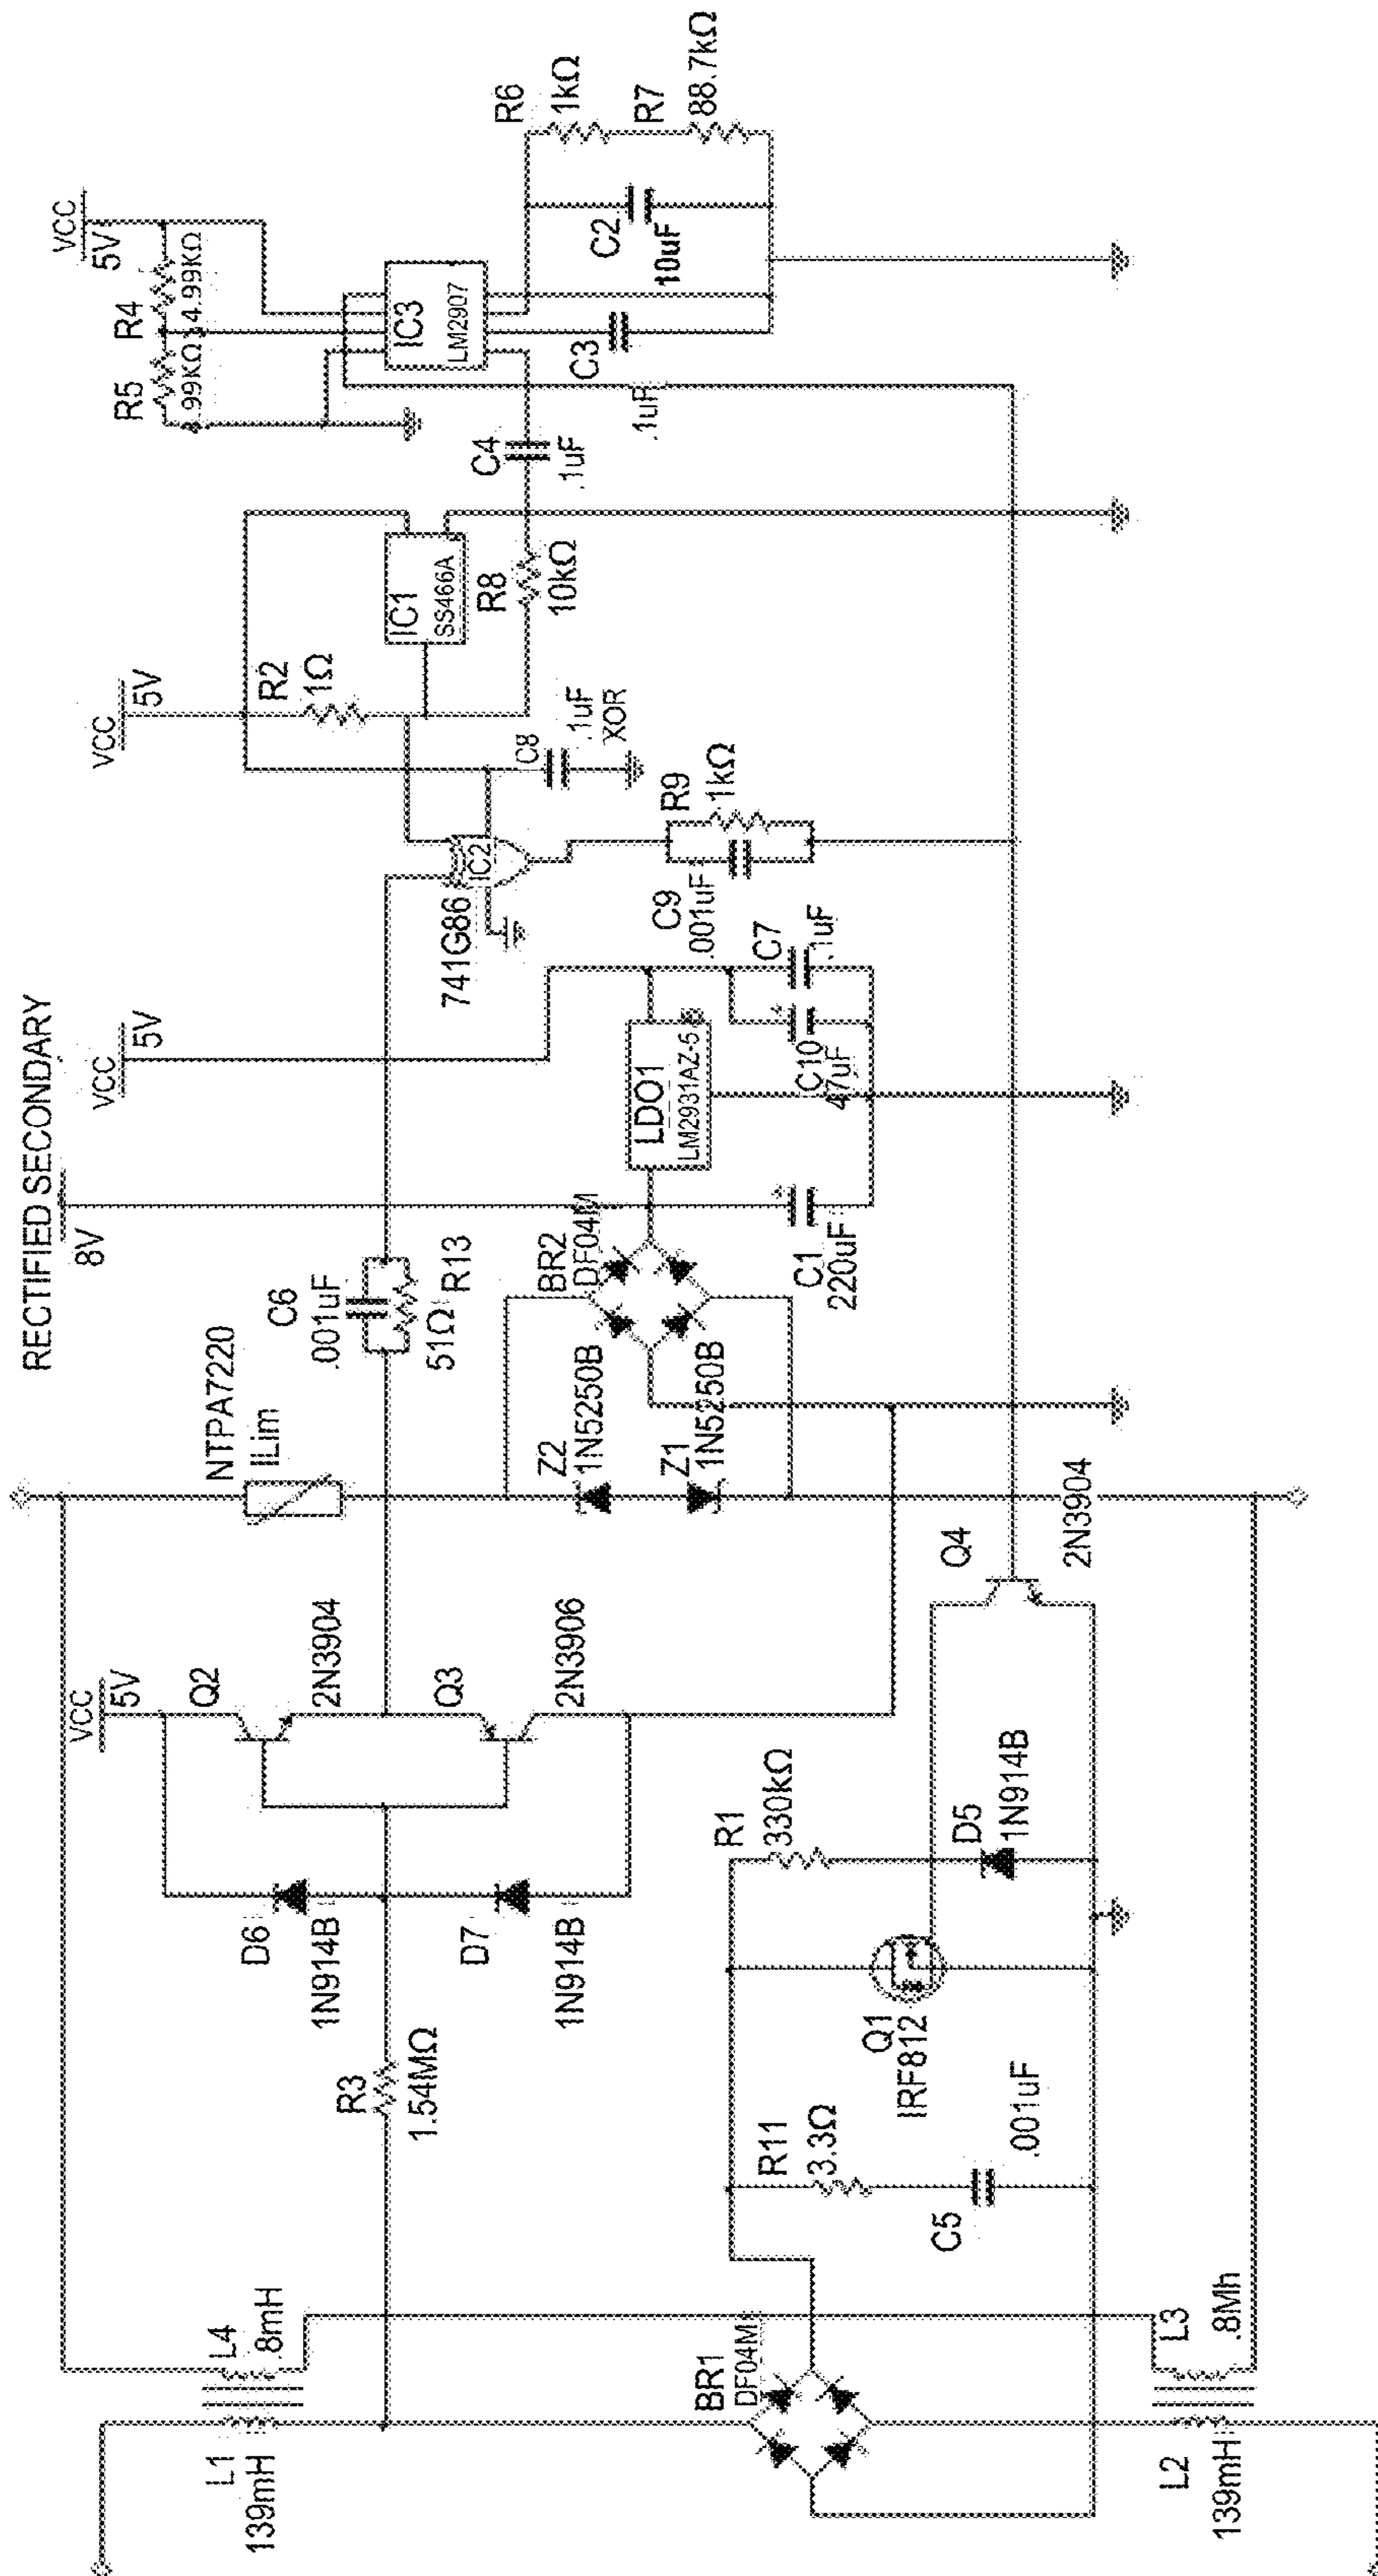 RECTIFIED SECONDARY
8V
VCC
5V
VCC
5V
VCC
5V
VCC
5V
L1
139mH
L4
.8mH
R3
1.54MΩ
D6
1N914B
D7
1N914B
Q2
2N3904
Q3
2N3906
NTPA7220
ILim
C6
.001uF
51Ω
R13
Z2
1N5250B
Z1
1N5250B
BR2
DF04M
C1
220uF
LDO1
LM2931AZ-5
C10
47uF
C7
.1uF
741G86
IC2
C8
.1uF
XOR
C9
.001uF
R9
1kΩ
R2
1Ω
IC1
SS466A
R8
10kΩ
C4
.1uF
R5
4.99KΩ
R4
4.99KΩ
IC3
LM2907
C3
.1uF
C2
10uF
R6
1kΩ
R7
88.7kΩ
BR1
DF04M
L2
139mH
L3
.8Mh
R11
3.3Ω
C5
.001uF
Q1
IRF812
R1
330kΩ
D5
1N914B
Q4
2N3904